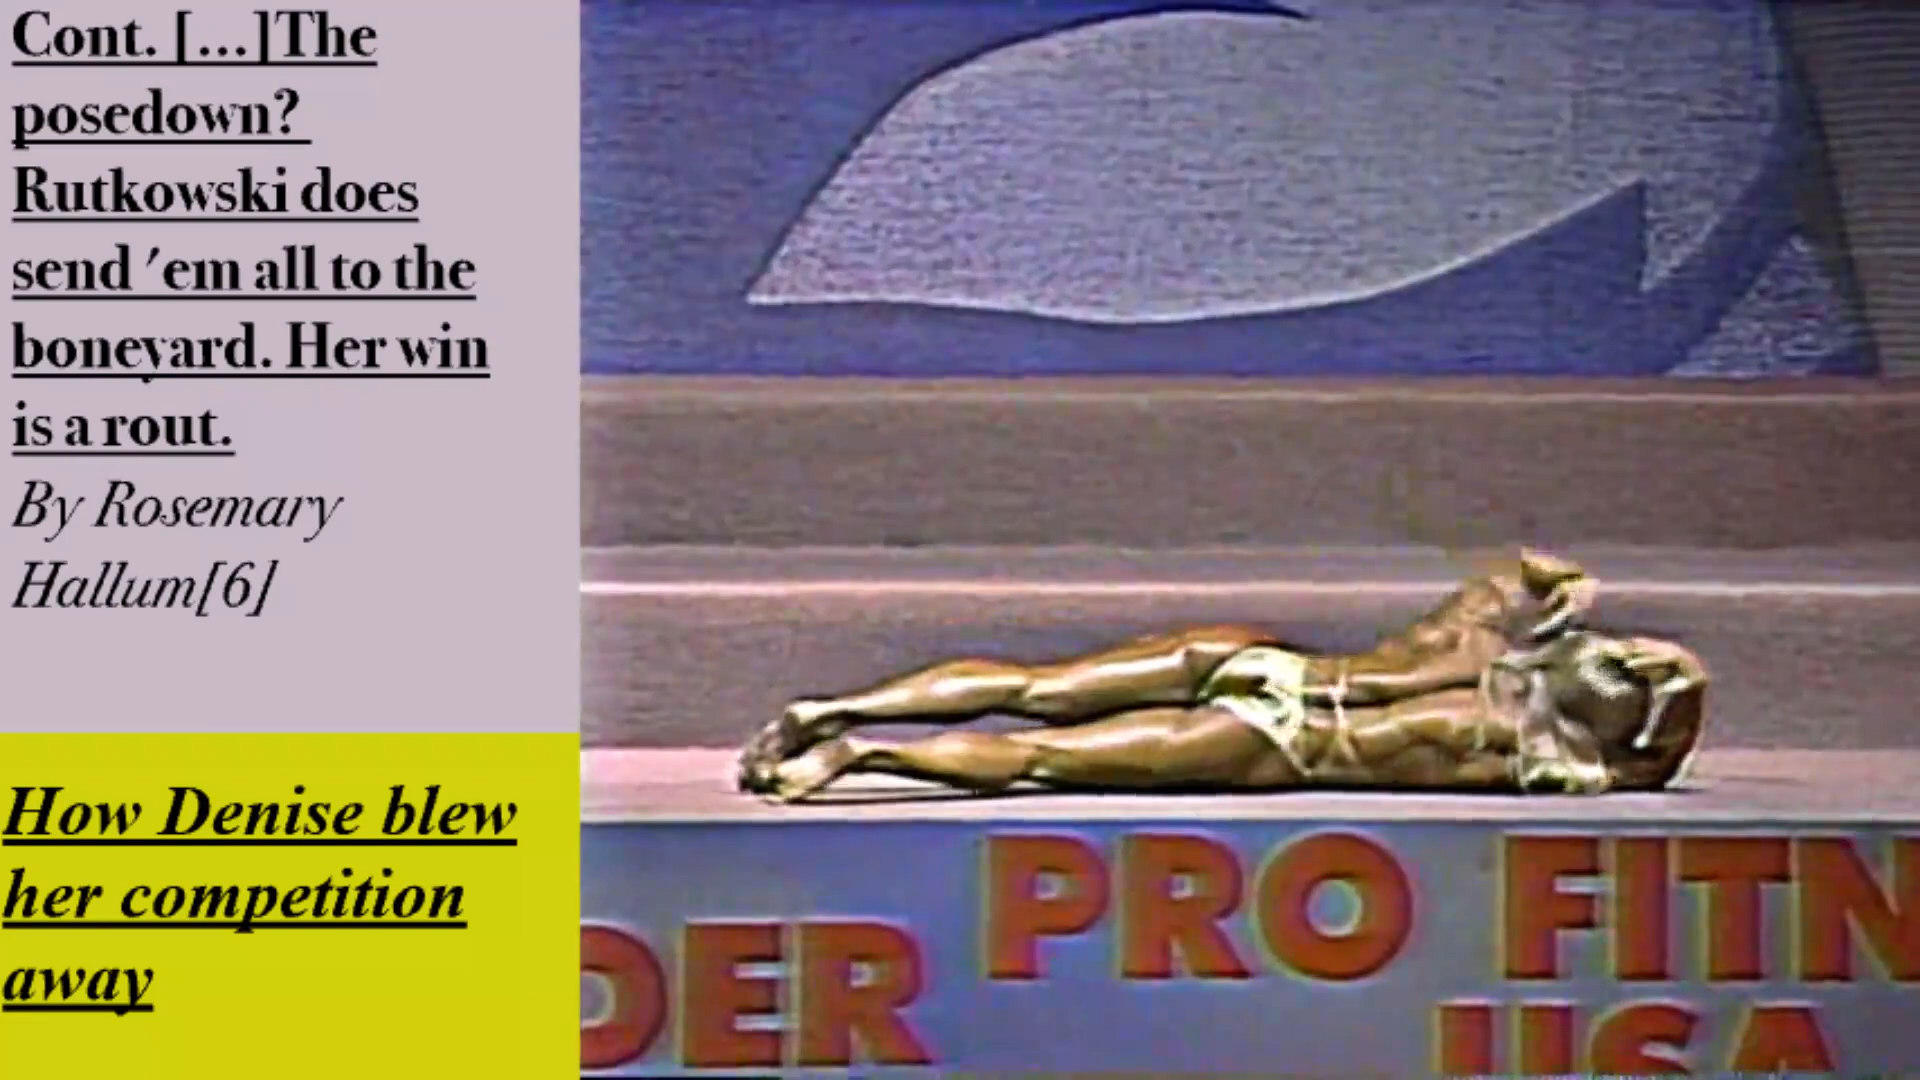 Cont. [...]The
posedown?
Rutkowski does
send 'em all to the
boneyard. Her win
is a rout.
By Rosemary
Hallum[6]
How Denise blew
her competition
away
PRO FITN
DER
USA